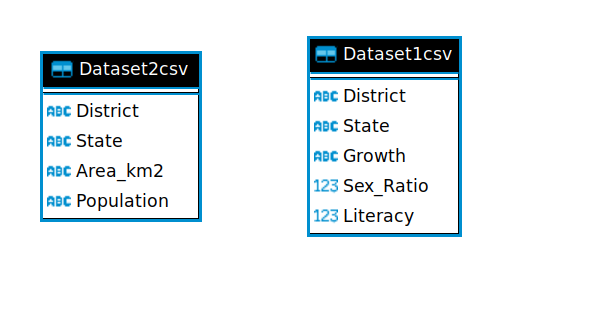 Dataset2csv
ABC District
ABC State
ABC Area_km2
ABC Population
Dataset1csv
ABC District
ABC State
ABC Growth
123 Sex_Ratio
123 Literacy